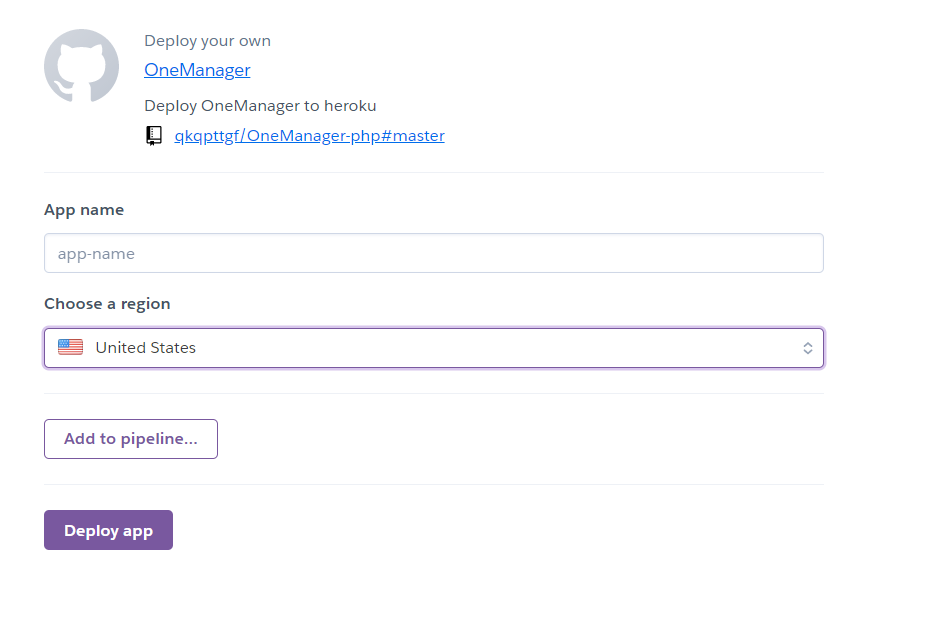 Deploy your own
OneManager
Deploy OneManager to heroku
qkqpttgf/OneManager-php#master
App name
app-name
Choose a region
United States
Add to pipeline...
Deploy app